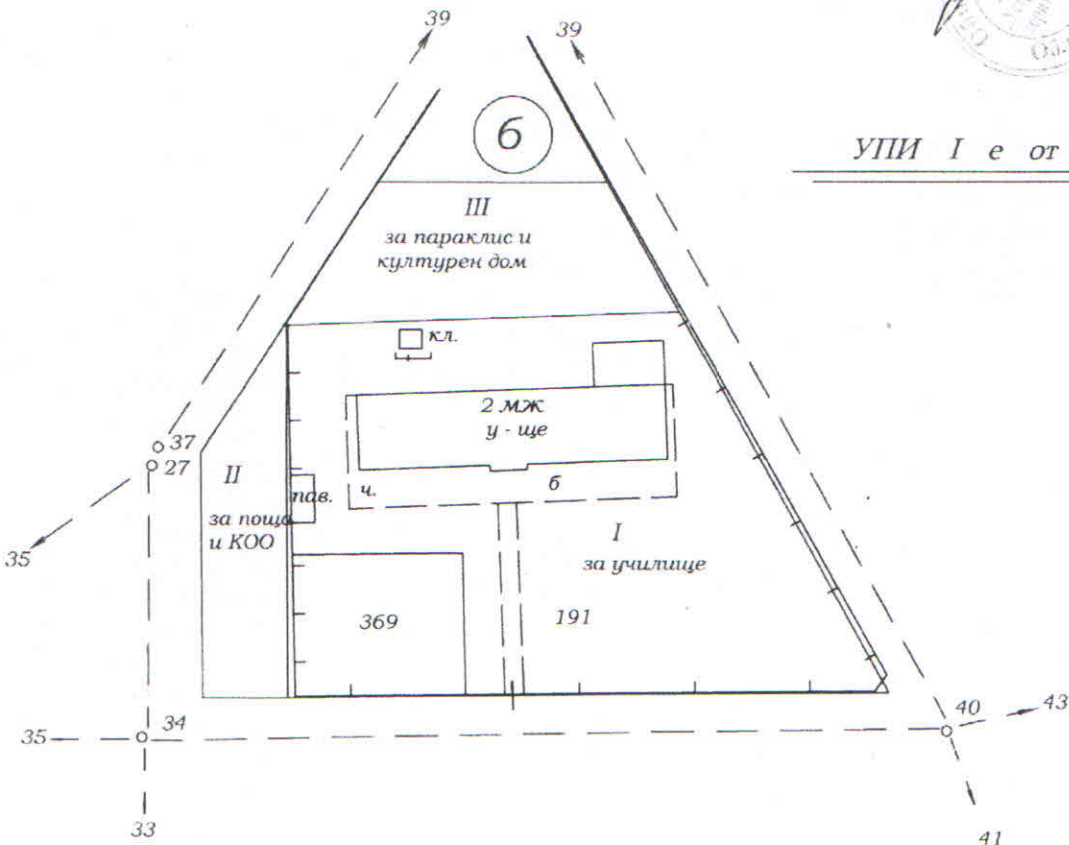 39
39
6
УПИ I е от
III
за параклис и
културен дом
кл.
2 мж
у - ще
37
27
II
пав.
ч.
б
за поща
и КОО
I
за училище
35
369
191
34
35
40
43
33
41